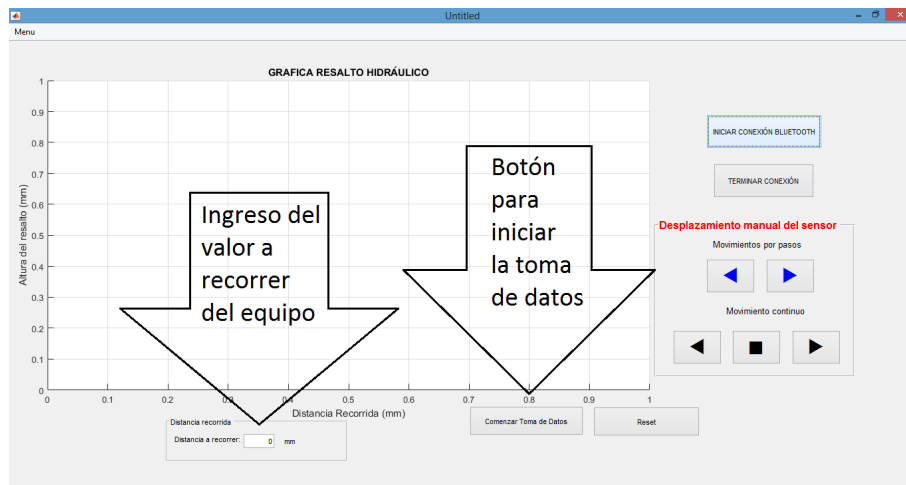 Untitled
Menu
GRAFICA RESALTO HIDRÁULICO
Altura del resalto (mm)
1
0.9
0.8
0.7
0.6
0.5
0.4
0.3
0.2
0.1
0
0 0.1 0.2 0.3 0.4 0.5 0.6 0.7 0.8 0.9 1
Distancia Recorrida (mm)
Ingreso del
valor a
recorrer
del equipo
Botón
para
iniciar
la toma
de datos
INICIAR CONEXIÓN BLUETOOTH
TERMINAR CONEXIÓN
Desplazamiento manual del sensor
Movimientos por pasos
Movimiento continuo
Distancia recorrida
Distancia a recorrer: 0 mm
Comenzar Toma de Datos
Reset